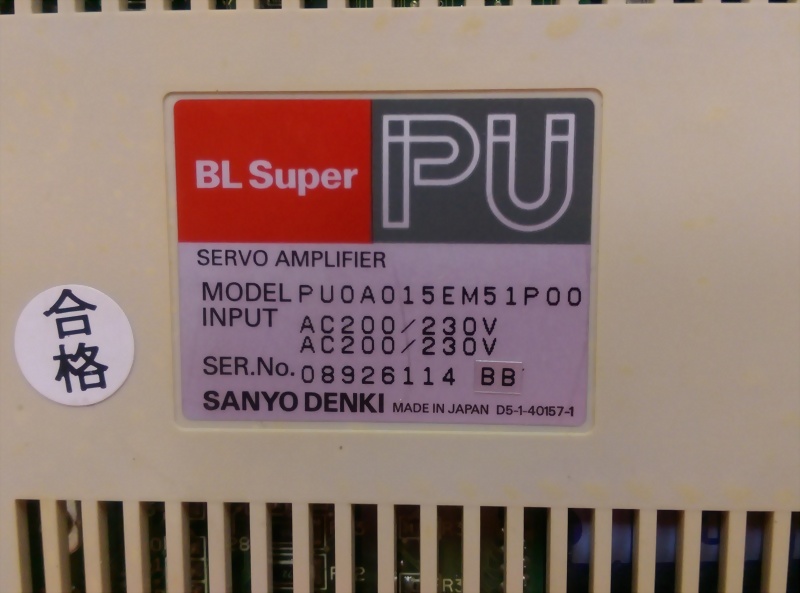 BL Super
PU
SERVO AMPLIFIER
MODEL PU0A015EM51P00
INPUT AC200/230V
AC200/230V
SER.No. 08926114 BB
SANYO DENKI MADE IN JAPAN D5-1-40157-1
合格